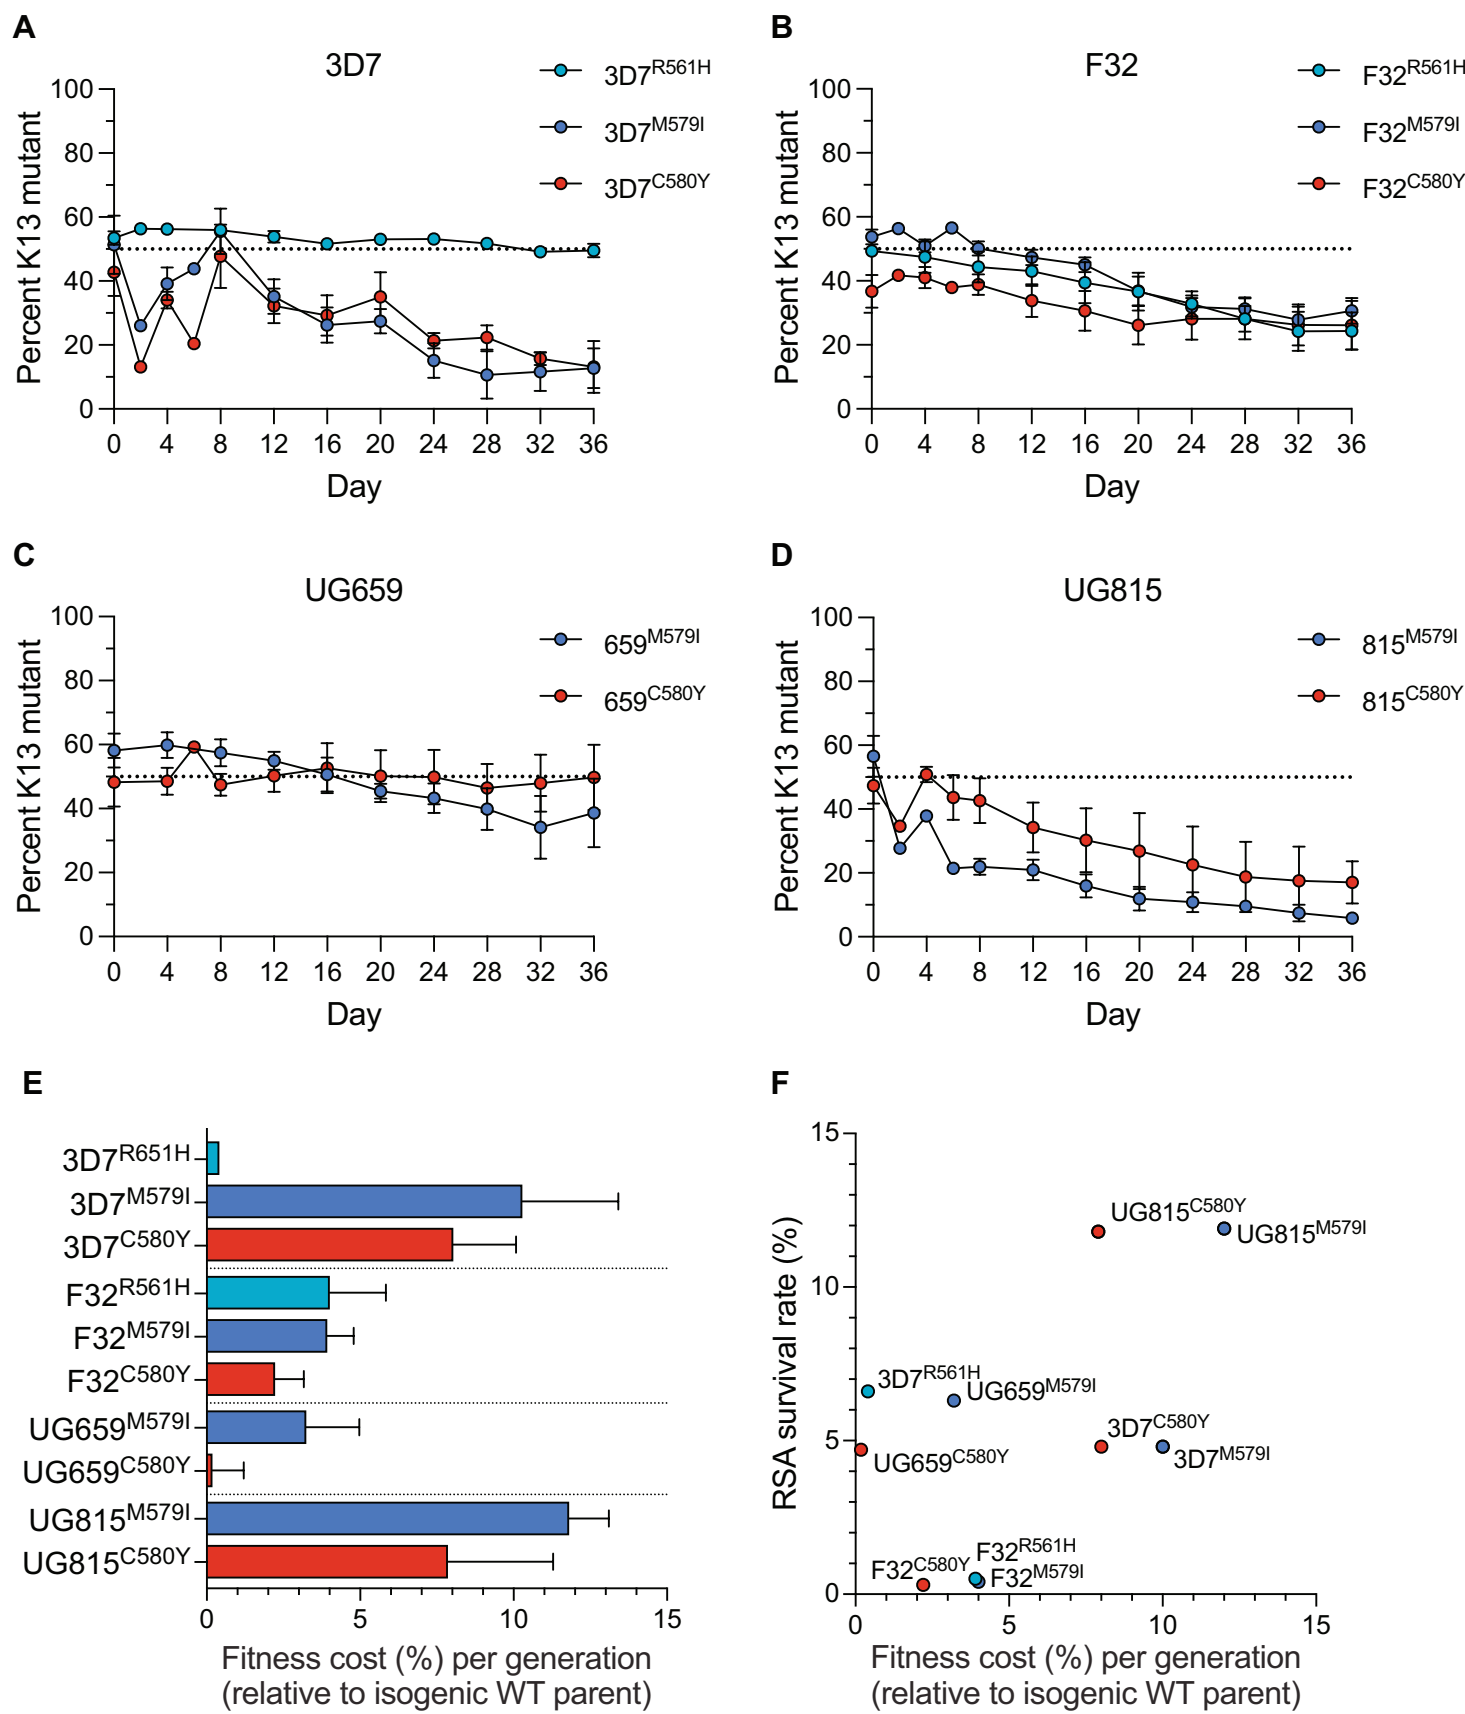 A
3D7
3D7R561H
3D7M579I
3D7C580Y
Percent K13 mutant
100
80
60
40
20
0
0 4 8 12 16 20 24 28 32 36
Day
B
F32
F32R561H
F32M579I
F32C580Y
Percent K13 mutant
100
80
60
40
20
0
0 4 8 12 16 20 24 28 32 36
Day
C
UG659
659M579I
659C580Y
Percent K13 mutant
100
80
60
40
20
0
0 4 8 12 16 20 24 28 32 36
Day
D
UG815
815M579I
815C580Y
Percent K13 mutant
100
80
60
40
20
0
0 4 8 12 16 20 24 28 32 36
Day
E
3D7R651H
3D7M579I
3D7C580Y
F32R561H
F32M579I
F32C580Y
UG659M579I
UG659C580Y
UG815M579I
UG815C580Y
0 5 10 15
Fitness cost (%) per generation
(relative to isogenic WT parent)
F
RSA survival rate (%)
15
10
5
0
UG815C580Y
UG815M579I
3D7R561H
UG659M579I
3D7C580Y
3D7M579I
UG659C580Y
F32R561H
F32C580Y
F32M579I
0 5 10 15
Fitness cost (%) per generation
(relative to isogenic WT parent)